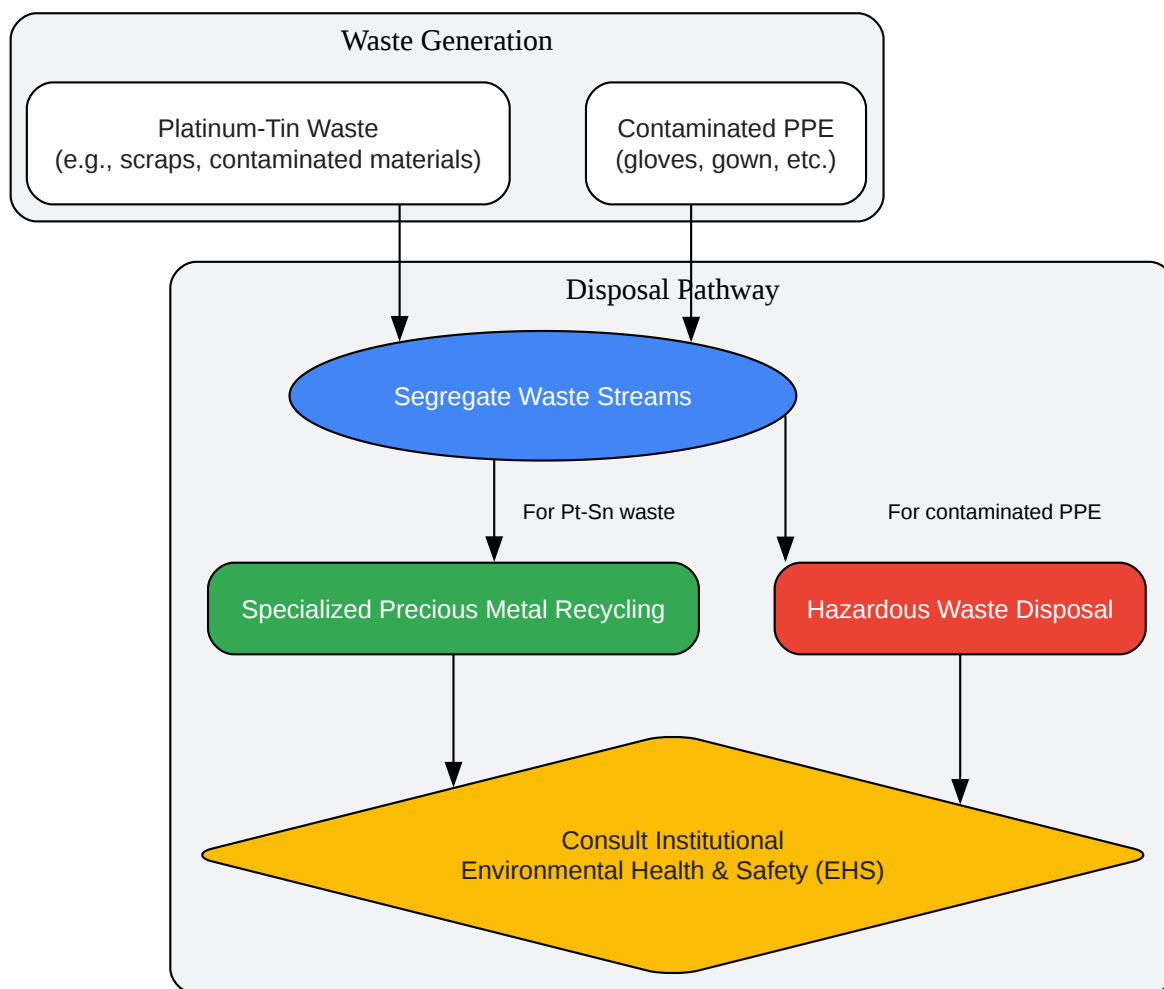 Waste Generation
Platinum-Tin Waste
(e.g., scraps, contaminated materials)
Contaminated PPE
(gloves, gown, etc.)
Disposal Pathway
Segregate Waste Streams
For Pt-Sn waste
For contaminated PPE
Specialized Precious Metal Recycling
Hazardous Waste Disposal
Consult Institutional
Environmental Health & Safety (EHS)